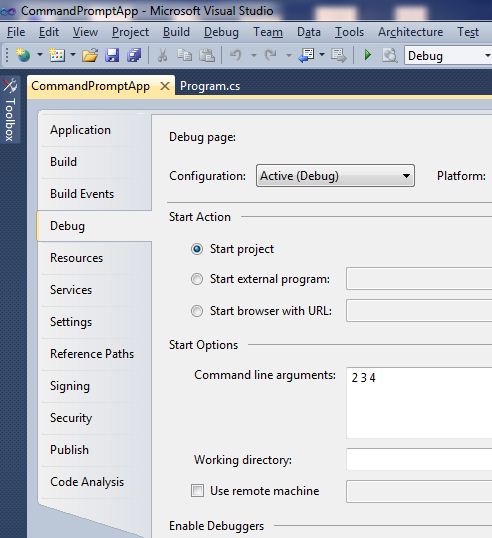 CommandPromptApp - Microsoft Visual Studio
File Edit View Project Build Debug Team Data Tools Architecture Test
Debug
Toolbox
CommandPromptApp Program.cs
Application
Build
Build Events
Debug
Resources
Services
Settings
Reference Paths
Signing
Security
Publish
Code Analysis
Debug page:
Configuration: Active (Debug) Platform:
Start Action
Start project
Start external program:
Start browser with URL:
Start Options
Command line arguments: 2 3 4
Working directory:
Use remote machine
Enable Debuggers